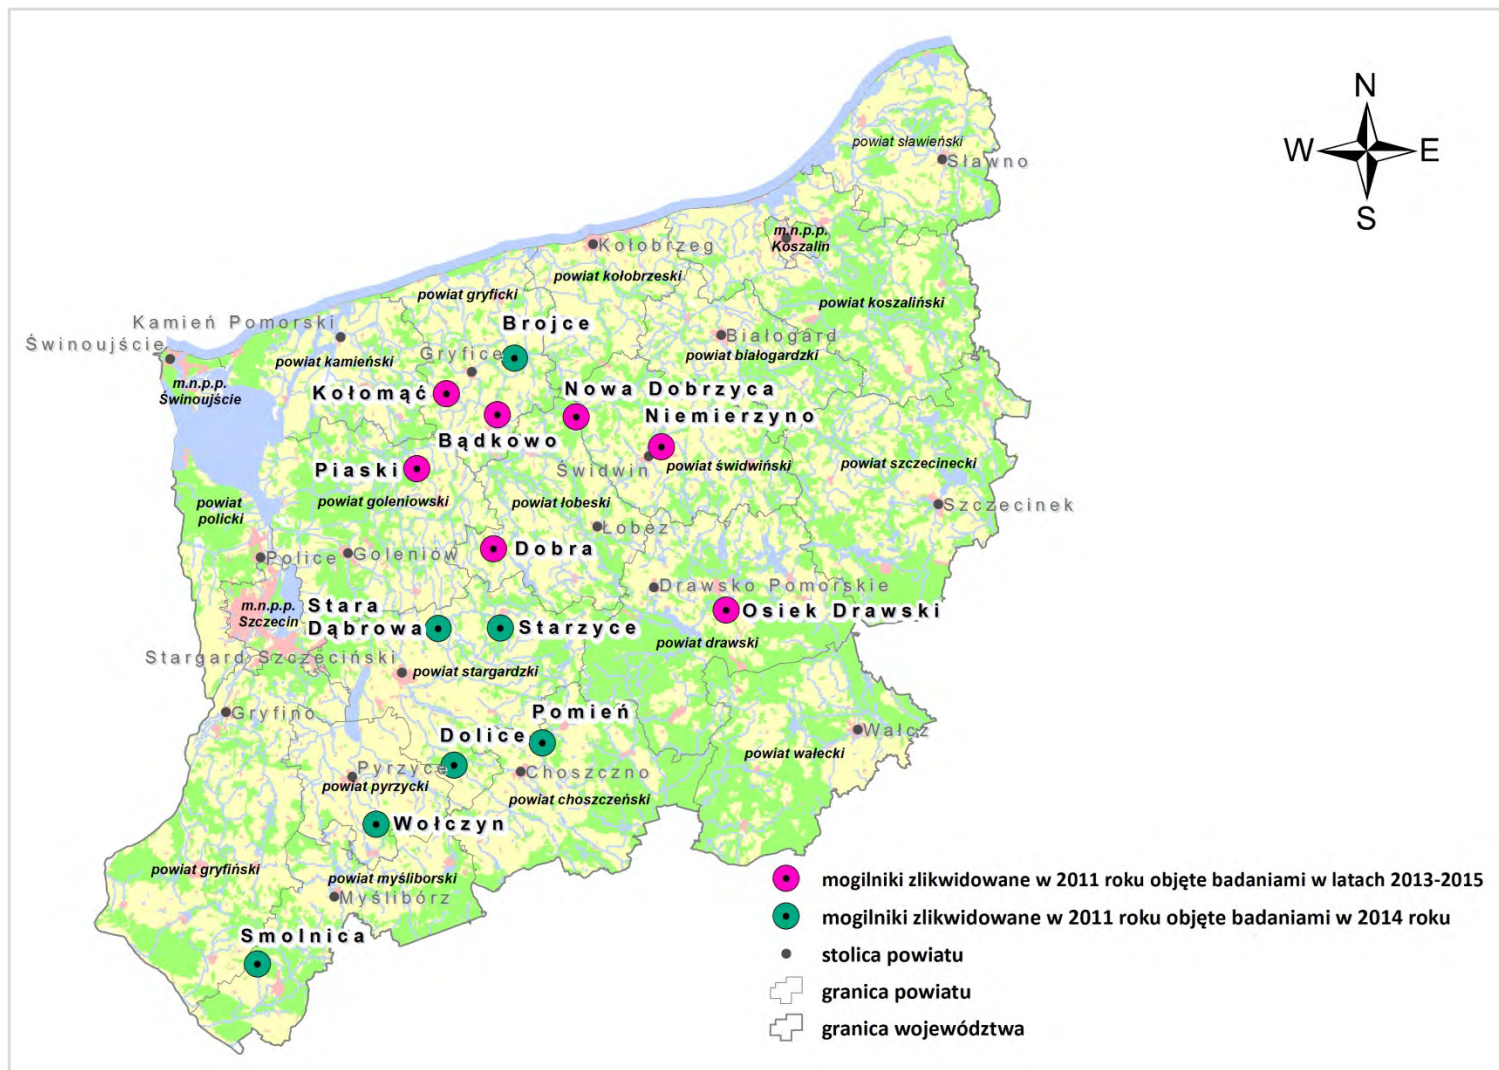 N
W
E
S
powiat sławieński
Sławno
m.n.p.p.
Koszalin
Kołobrzeg
powiat kołobrzeski
powiat gryficki
powiat koszaliński
Kamień Pomorski
Świnoujście
powiat kamieński
Brojce
Gryfice
Białogard
powiat białogardzki
m.n.p.p.
Świnoujście
Kołomąć
Nowa Dobrzyca
Niemierzyno
Bądkowo
Piaski
Świdwin
powiat świdwiński
powiat szczecinecki
powiat goleniowski
powiat łobeski
powiat
policki
Szczecinek
Łobez
Police
Goleniów
Dobra
Drawsko Pomorskie
m.n.p.p.
Szczecin
Stara
Dąbrowa
Starzyce
Osiek Drawski
powiat drawski
Stargard Szczeciński
powiat stargardzki
Gryfino
Pomień
Dolice
Wałcz
powiat wałecki
Pyrzyce
powiat pyrzycki
Choszczno
powiat choszczeński
Wołczyn
powiat gryfiński
powiat myśliborski
Myślibórz
Smolnica
mogilniki zlikwidowane w 2011 roku objęte badaniami w latach 2013-2015
mogilniki zlikwidowane w 2011 roku objęte badaniami w 2014 roku
stolica powiatu
granica powiatu
granica województwa